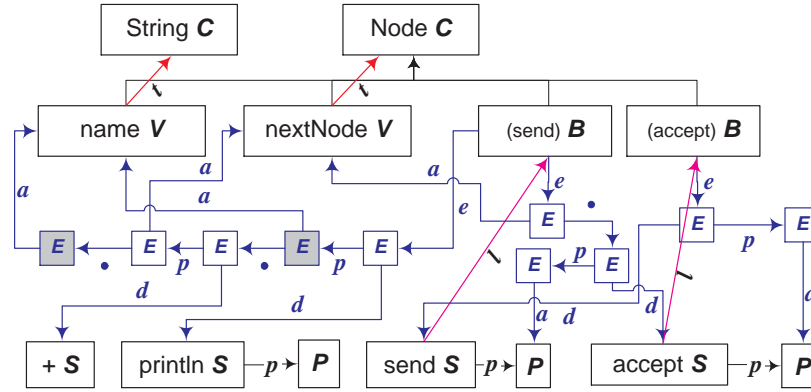 String C
Node C
t
t
name V
nextNode V
(send) B
(accept) B
a
a
a
a
e
e
e
•
E
E
p
E
E
E
p
E
E
•
p
•
p
E
E
E
d
d
l
a
d
d
l
a
+ S
println S
p
P
send S
p
P
accept S
p
P